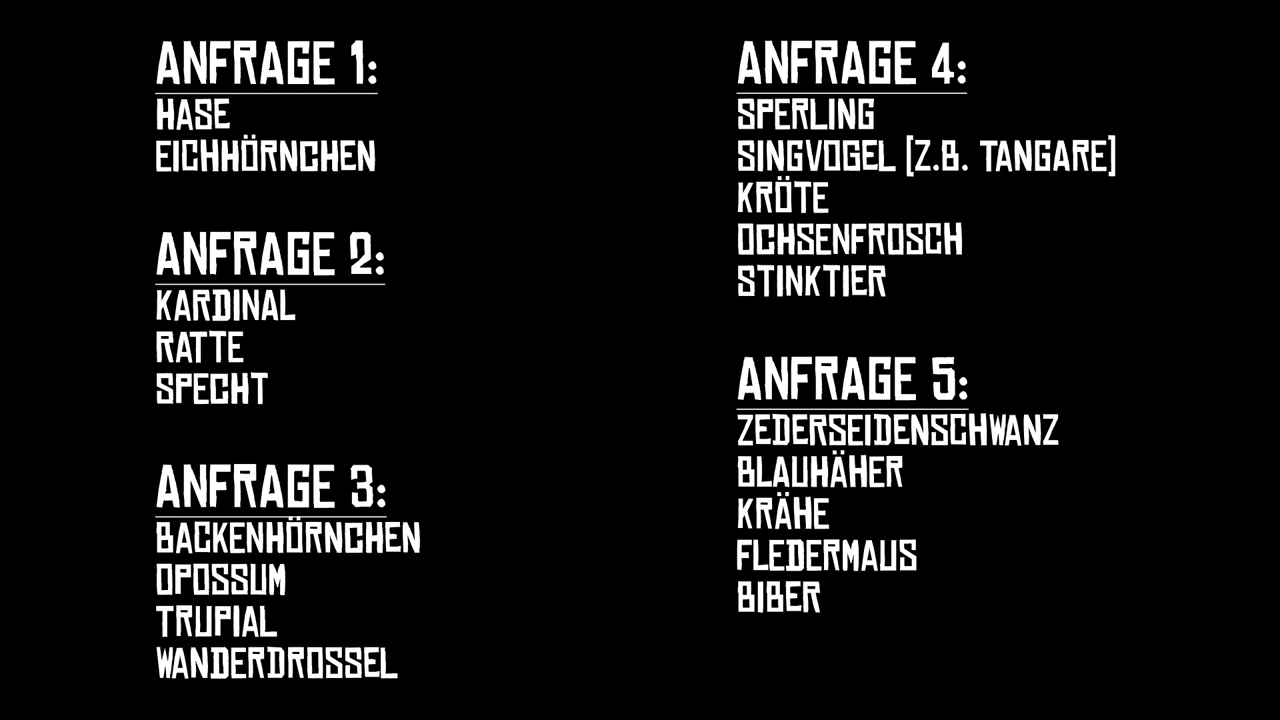 ANFRAGE 1:
HASE
EICHHÖRNCHEN
ANFRAGE 2:
KARDINAL
RATTE
SPECHT
ANFRAGE 3:
BACKENHÖRNCHEN
OPOSSUM
TRUPIAL
WANDERDROSSEL
ANFRAGE 4:
SPERLING
SINGVOGEL [Z.B. TANGARE]
KRÖTE
OCHSENFROSCH
STINKTIER
ANFRAGE 5:
ZEDERSEIDENSCHWANZ
BLAUHÄHER
KRÄHE
FLEDERMAUS
BIBER